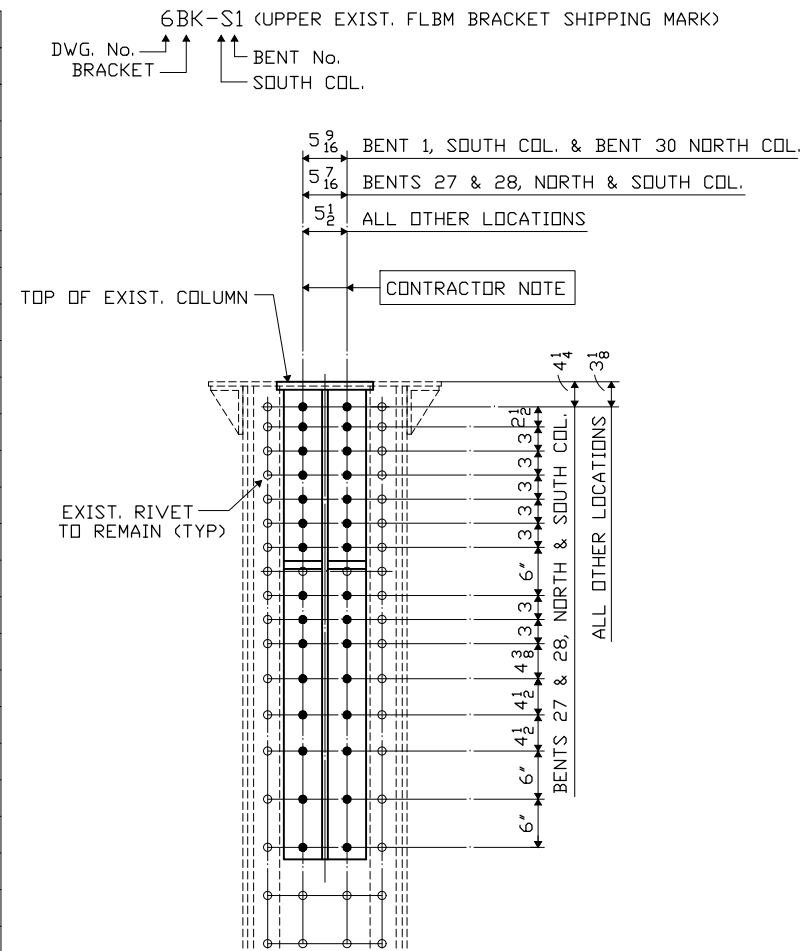 6BK-S1 (UPPER EXIST. FLBM BRACKET SHIPPING MARK)
DWG. No.
BRACKET
BENT No.
SOUTH COL.
5 9/16 BENT 1, SOUTH COL. & BENT 30 NORTH COL.
5 7/16 BENTS 27 & 28, NORTH & SOUTH COL.
5 1/2 ALL OTHER LOCATIONS
CONTRACTOR NOTE
TOP OF EXIST. COLUMN
EXIST. RIVET
TO REMAIN (TYP)
4 1/4
3 1/8
2 1/2
3
3
3
3
3
6"
3
3
4 3/8
4 1/2
4 1/2
6"
6"
BENTS 27 & 28, NORTH & SOUTH COL.
ALL OTHER LOCATIONS